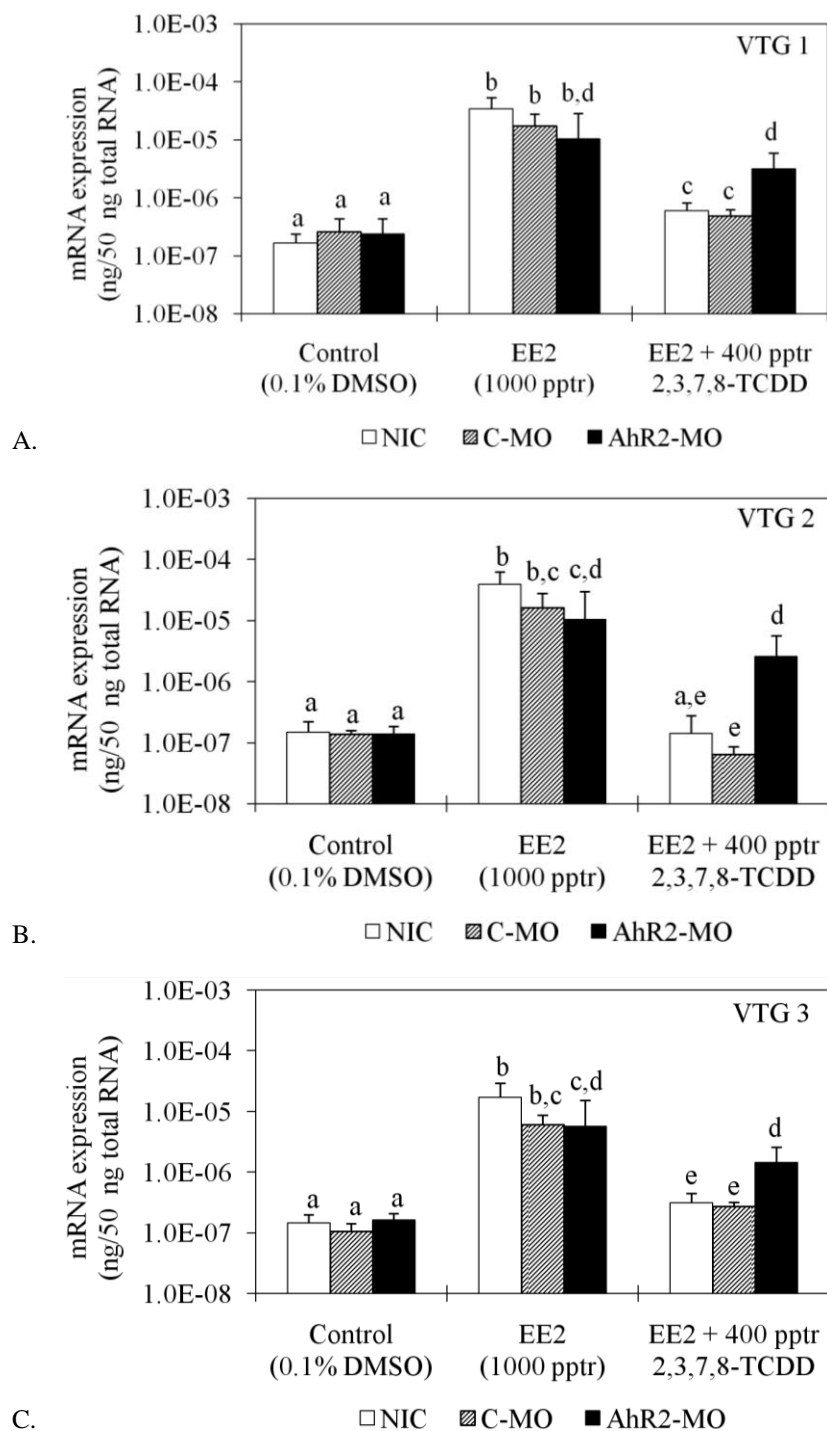 1.0E-03
VTG 1
1.0E-04
b b b,d
1.0E-05
d
1.0E-06
a a a
c c
1.0E-07
1.0E-08
mRNA expression
(ng/50 ng total RNA)
Control
(0.1% DMSO)
EE2
(1000 pptr)
EE2 + 400 pptr
2,3,7,8-TCDD
A.
NIC C-MO AhR2-MO
1.0E-03
VTG 2
1.0E-04
b b,c c,d
1.0E-05
d
1.0E-06
a a a
a,e e
1.0E-07
1.0E-08
mRNA expression
(ng/50 ng total RNA)
Control
(0.1% DMSO)
EE2
(1000 pptr)
EE2 + 400 pptr
2,3,7,8-TCDD
B.
NIC C-MO AhR2-MO
1.0E-03
VTG 3
1.0E-04
b b,c c,d
1.0E-05
d
1.0E-06
a a a
e e
1.0E-07
1.0E-08
mRNA expression
(ng/50 ng total RNA)
Control
(0.1% DMSO)
EE2
(1000 pptr)
EE2 + 400 pptr
2,3,7,8-TCDD
C.
NIC C-MO AhR2-MO